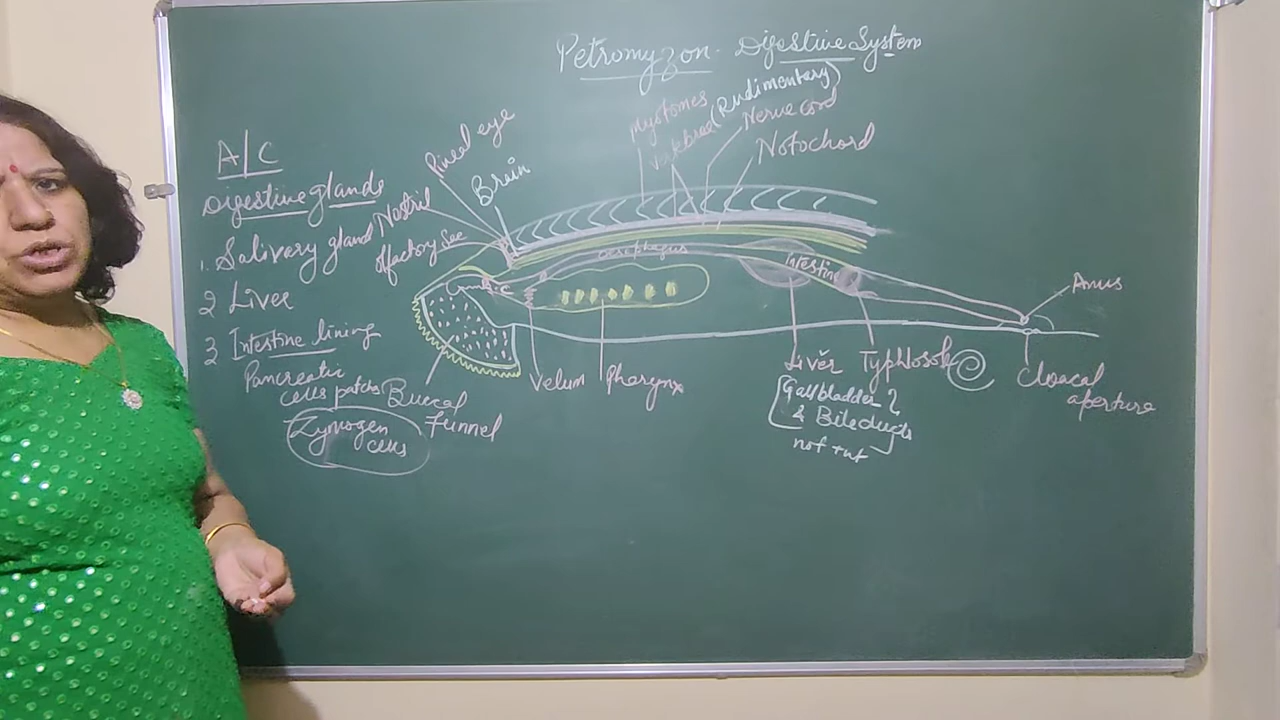 Petromyzon - Digestive System
A/C
Digestive glands
1. Salivary gland
2 Liver
3 Intestine lining
Pancreatic
cells patches
Zymogen
cells
Pineal eye
Brain
Nostril
Olfactory sac
Myotomes
Vertebrae (Rudimentary)
Nerve cord
Notochord
oesophagus
Intestine
Anus
Buccal
Funnel
Velum
Pharynx
Liver
Gallbladder
& Bileducts
not
Typhlosole
Cloacal
aperture